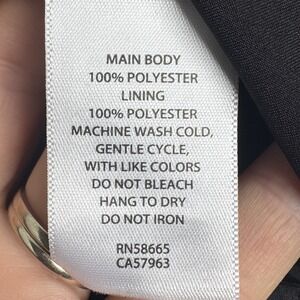 MAIN BODY
100% POLYESTER
LINING
100% POLYESTER
MACHINE WASH COLD,
GENTLE CYCLE,
WITH LIKE COLORS
DO NOT BLEACH
HANG TO DRY
DO NOT IRON
RN58665
CA57963